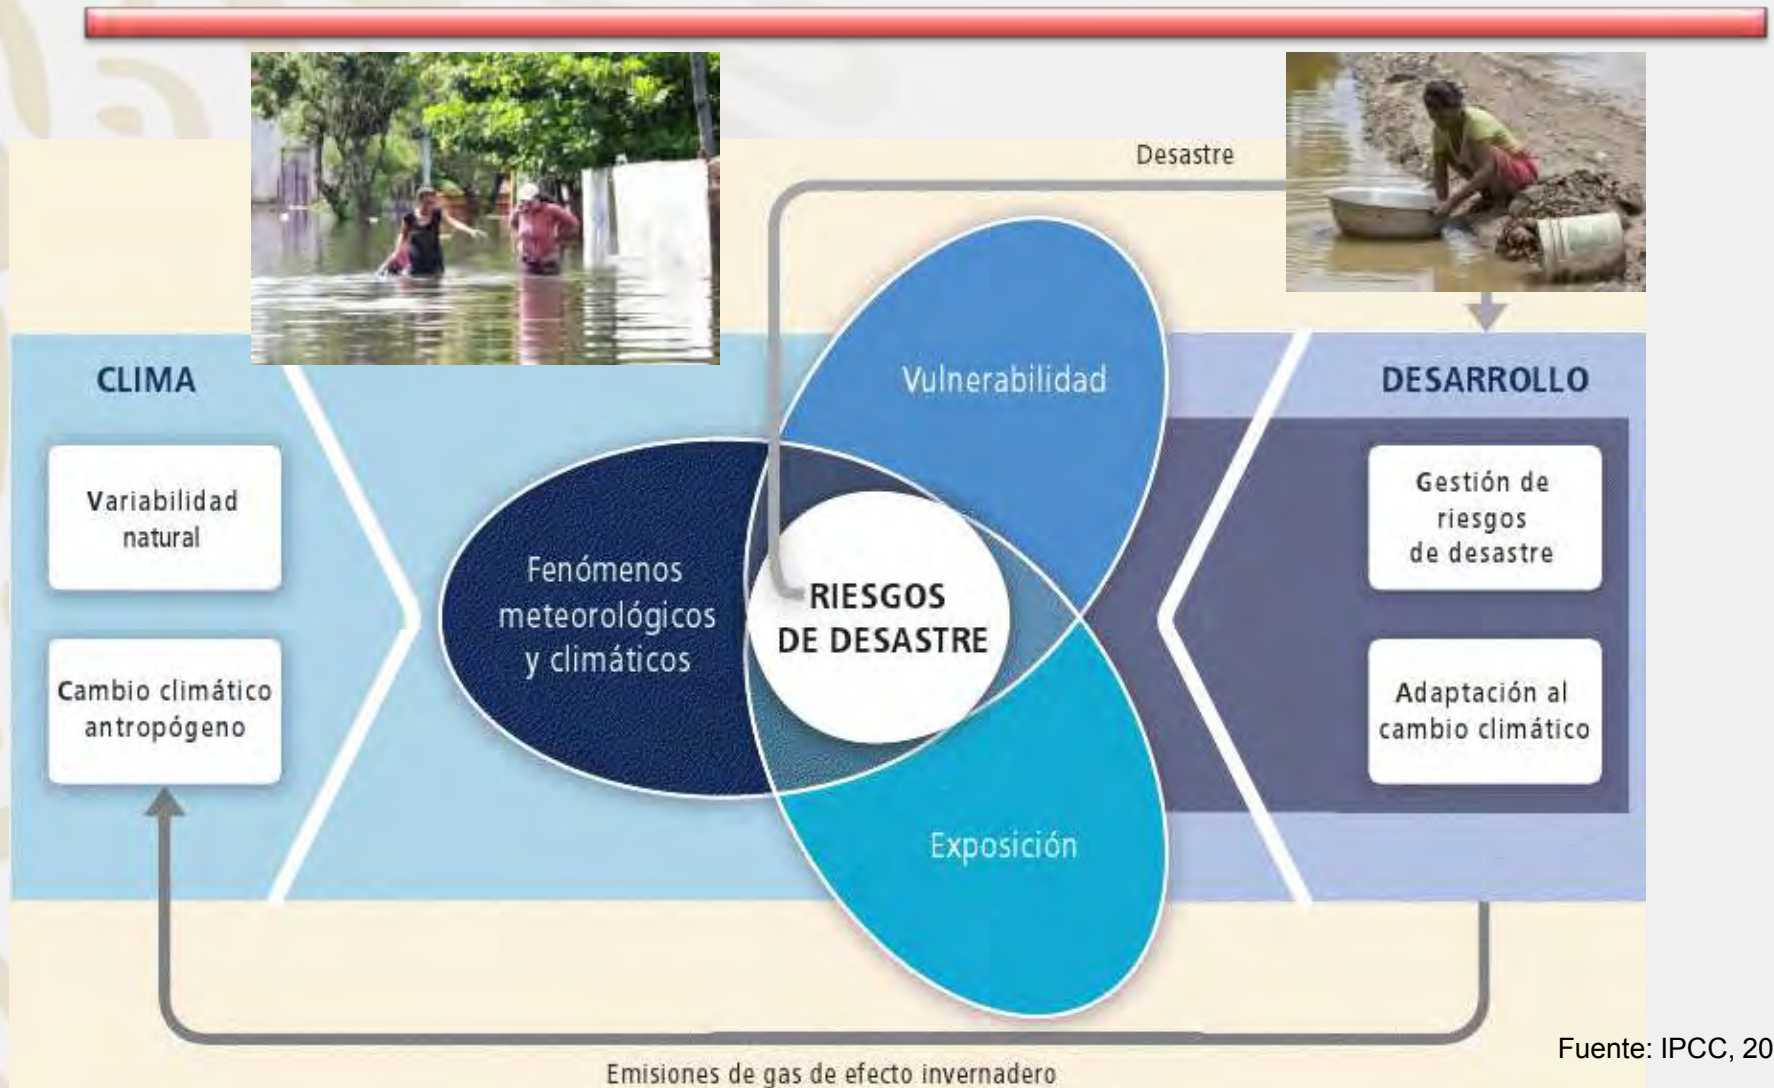 Desastre
CLIMA
Variabilidad
natural
Cambio climático
antropógeno
Fenómenos
meteorológicos
y climáticos
Vulnerabilidad
RIESGOS
DE DESASTRE
Exposición
DESARROLLO
Gestión de
riesgos
de desastre
Adaptación al
cambio climático
Emisiones de gas de efecto invernadero
Fuente: IPCC, 20